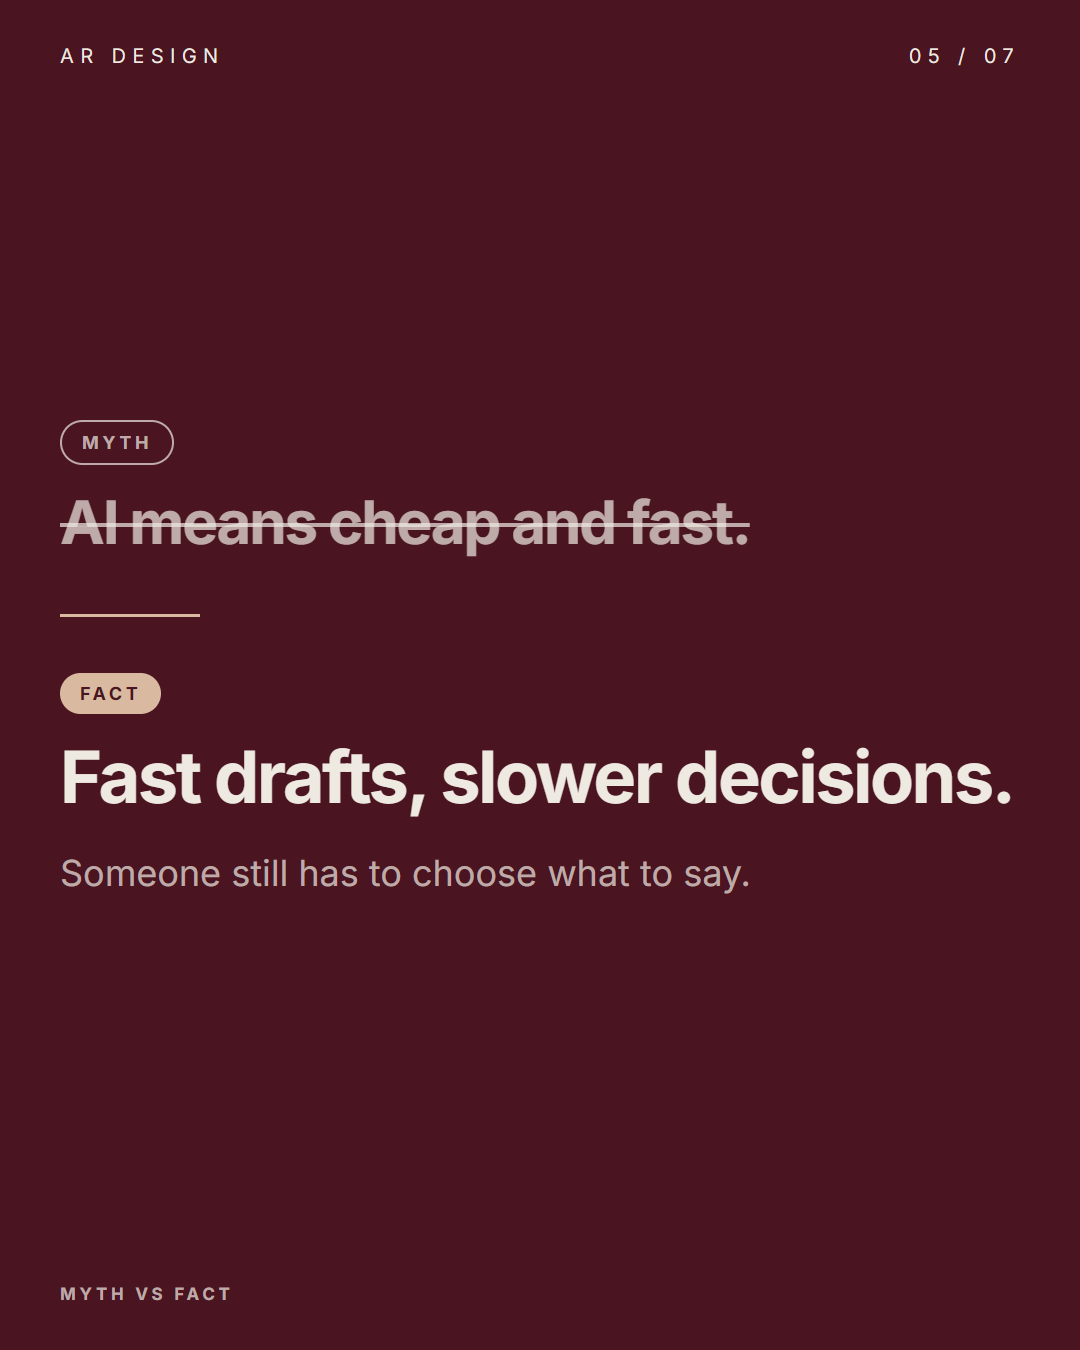 AR DESIGN
05 / 07
MYTH
AI means cheap and fast.
FACT
Fast drafts, slower decisions.
Someone still has to choose what to say.
MYTH VS FACT